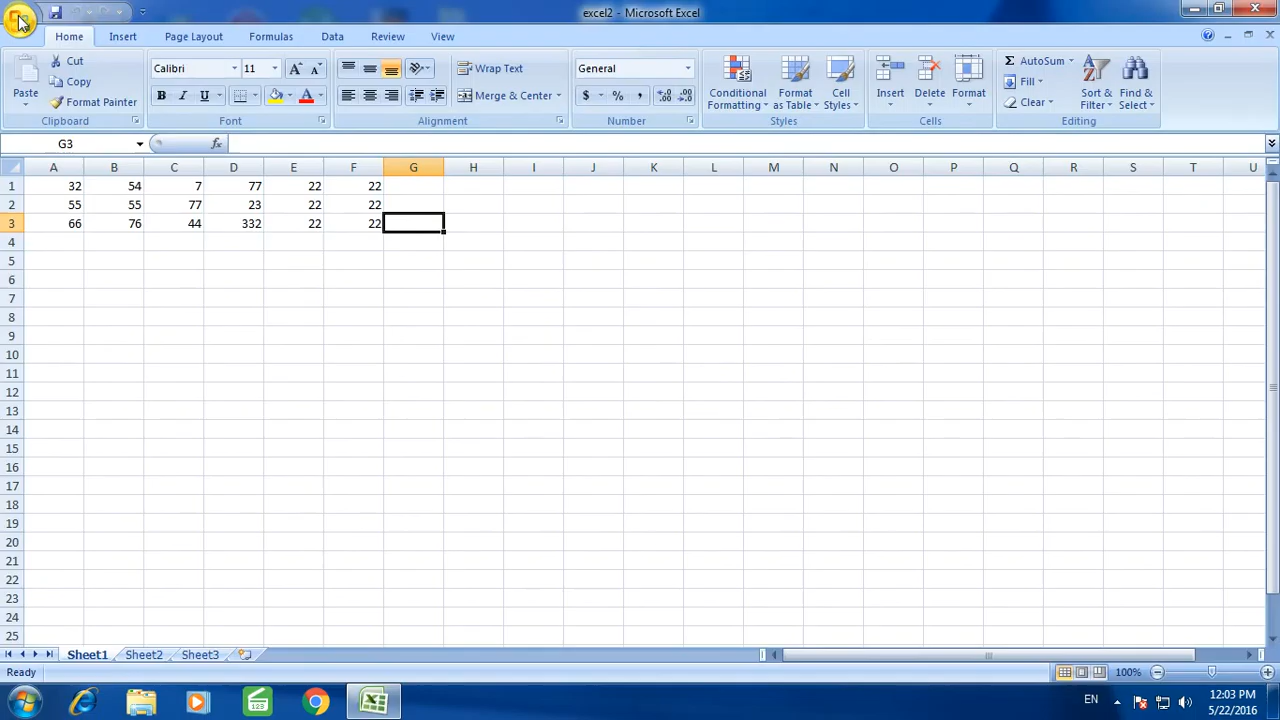 excel2 - Microsoft Excel
Home Insert Page Layout Formulas Data Review View
Paste
Cut
Copy
Format Painter
Clipboard
Calibri 11
B I U A
Font
Wrap Text
Merge & Center
Alignment
General
$ % ,
Number
Conditional Formatting
Format as Table
Cell Styles
Styles
Insert Delete Format
Cells
Σ AutoSum
Fill
Clear
Sort & Filter
Find & Select
Editing
G3 fx
A B C D E F G H I J K L M N O P Q R S T U
1 32 54 7 77 22 22
2 55 55 77 23 22 22
3 66 76 44 332 22 22
4
5
6
7
8
9
10
11
12
13
14
15
16
17
18
19
20
21
22
23
24
25
Sheet1 Sheet2 Sheet3
Ready 100%
123
EN
12:03 PM
5/22/2016